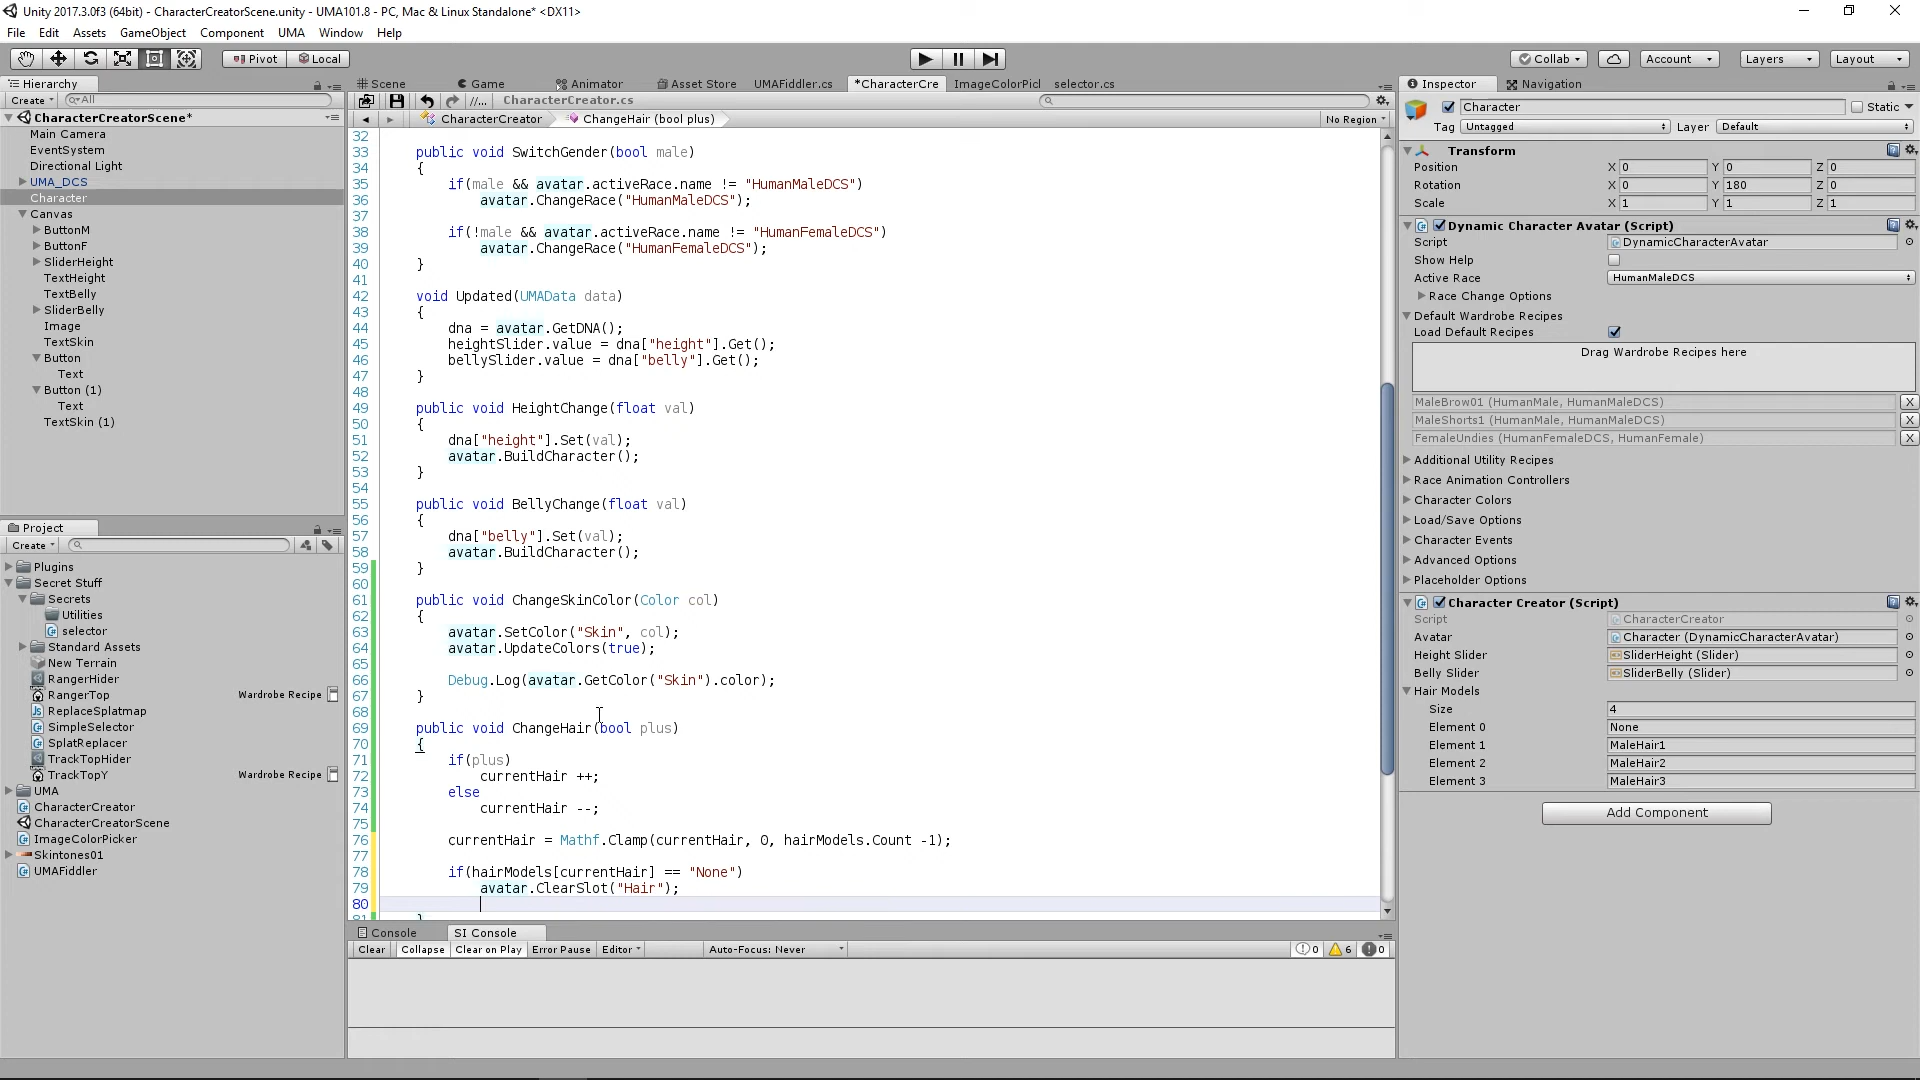 Unity 2017.3.0f3 (64bit) - CharacterCreatorScene.unity - UMA101.8 - PC, Mac & Linux Standalone* <DX11>
File Edit Assets GameObject Component UMA Window Help
Pivot Local Collab Account Layers Layout
Hierarchy
Create All
CharacterCreatorScene*
Main Camera
EventSystem
Directional Light
UMA_DCS
Character
Canvas
ButtonM
ButtonF
SliderHeight
TextHeight
TextBelly
SliderBelly
Image
TextSkin
Button
Text
Button (1)
Text
TextSkin (1)
Project
Create
Plugins
Secret Stuff
Secrets
Utilities
selector
Standard Assets
New Terrain
RangerHider
RangerTop Wardrobe Recipe
ReplaceSplatmap
SimpleSelector
SplatReplacer
TrackTopHider
TrackTopY Wardrobe Recipe
UMA
CharacterCreator
CharacterCreatorScene
ImageColorPicker
Skintones01
UMAFiddler
Scene Game Animator Asset Store UMAFiddler.cs *CharacterCre ImageColorPicl selector.cs
//... CharacterCreator.cs
CharacterCreator ChangeHair (bool plus) No Region
32
33 public void SwitchGender(bool male)
34 {
35 if(male && avatar.activeRace.name != "HumanMaleDCS")
36 avatar.ChangeRace("HumanMaleDCS");
37
38 if(!male && avatar.activeRace.name != "HumanFemaleDCS")
39 avatar.ChangeRace("HumanFemaleDCS");
40 }
41
42 void Updated(UMAData data)
43 {
44 dna = avatar.GetDNA();
45 heightSlider.value = dna["height"].Get();
46 bellySlider.value = dna["belly"].Get();
47 }
48
49 public void HeightChange(float val)
50 {
51 dna["height"].Set(val);
52 avatar.BuildCharacter();
53 }
54
55 public void BellyChange(float val)
56 {
57 dna["belly"].Set(val);
58 avatar.BuildCharacter();
59 }
60
61 public void ChangeSkinColor(Color col)
62 {
63 avatar.SetColor("Skin", col);
64 avatar.UpdateColors(true);
65
66 Debug.Log(avatar.GetColor("Skin").color);
67 }
68
69 public void ChangeHair(bool plus)
70 {
71 if(plus)
72 currentHair ++;
73 else
74 currentHair --;
75
76 currentHair = Mathf.Clamp(currentHair, 0, hairModels.Count -1);
77
78 if(hairModels[currentHair] == "None")
79 avatar.ClearSlot("Hair");
80
81 }
Console SI Console
Clear Collapse Clear on Play Error Pause Editor Auto-Focus: Never 0 6 0
Inspector Navigation
Character Static
Tag Untagged Layer Default
Transform
Position X 0 Y 0 Z 0
Rotation X 0 Y 180 Z 0
Scale X 1 Y 1 Z 1
Dynamic Character Avatar (Script)
Script DynamicCharacterAvatar
Show Help
Active Race HumanMaleDCS
Race Change Options
Default Wardrobe Recipes
Load Default Recipes
Drag Wardrobe Recipes here
MaleBrow01 (HumanMale, HumanMaleDCS) X
MaleShorts1 (HumanMale, HumanMaleDCS) X
FemaleUndies (HumanFemaleDCS, HumanFemale) X
Additional Utility Recipes
Race Animation Controllers
Character Colors
Load/Save Options
Character Events
Advanced Options
Placeholder Options
Character Creator (Script)
Script CharacterCreator
Avatar Character (DynamicCharacterAvatar)
Height Slider SliderHeight (Slider)
Belly Slider SliderBelly (Slider)
Hair Models
Size 4
Element 0 None
Element 1 MaleHair1
Element 2 MaleHair2
Element 3 MaleHair3
Add Component